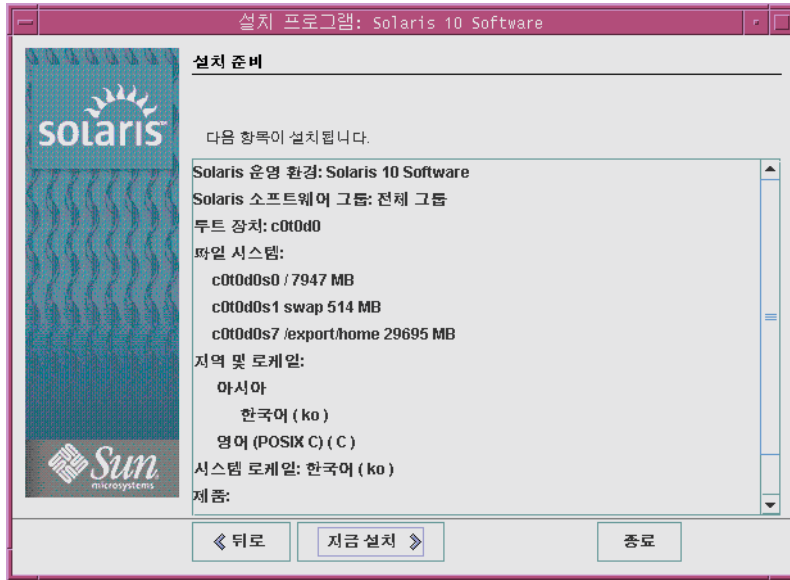 설치 프로그램: Solaris 10 Software
설치 준비
solaris
다음 항목이 설치됩니다.
Solaris 운영 환경: Solaris 10 Software
Solaris 소프트웨어 그룹: 전체 그룹
루트 장치: c0t0d0
파일 시스템:
c0t0d0s0 / 7947 MB
c0t0d0s1 swap 514 MB
c0t0d0s7 /export/home 29695 MB
지역 및 로케일:
아시아
한국어 ( ko )
영어 (POSIX C) ( C )
시스템 로케일: 한국어 ( ko )
제품:
Sun
microsystems
뒤로
지금 설치
종료